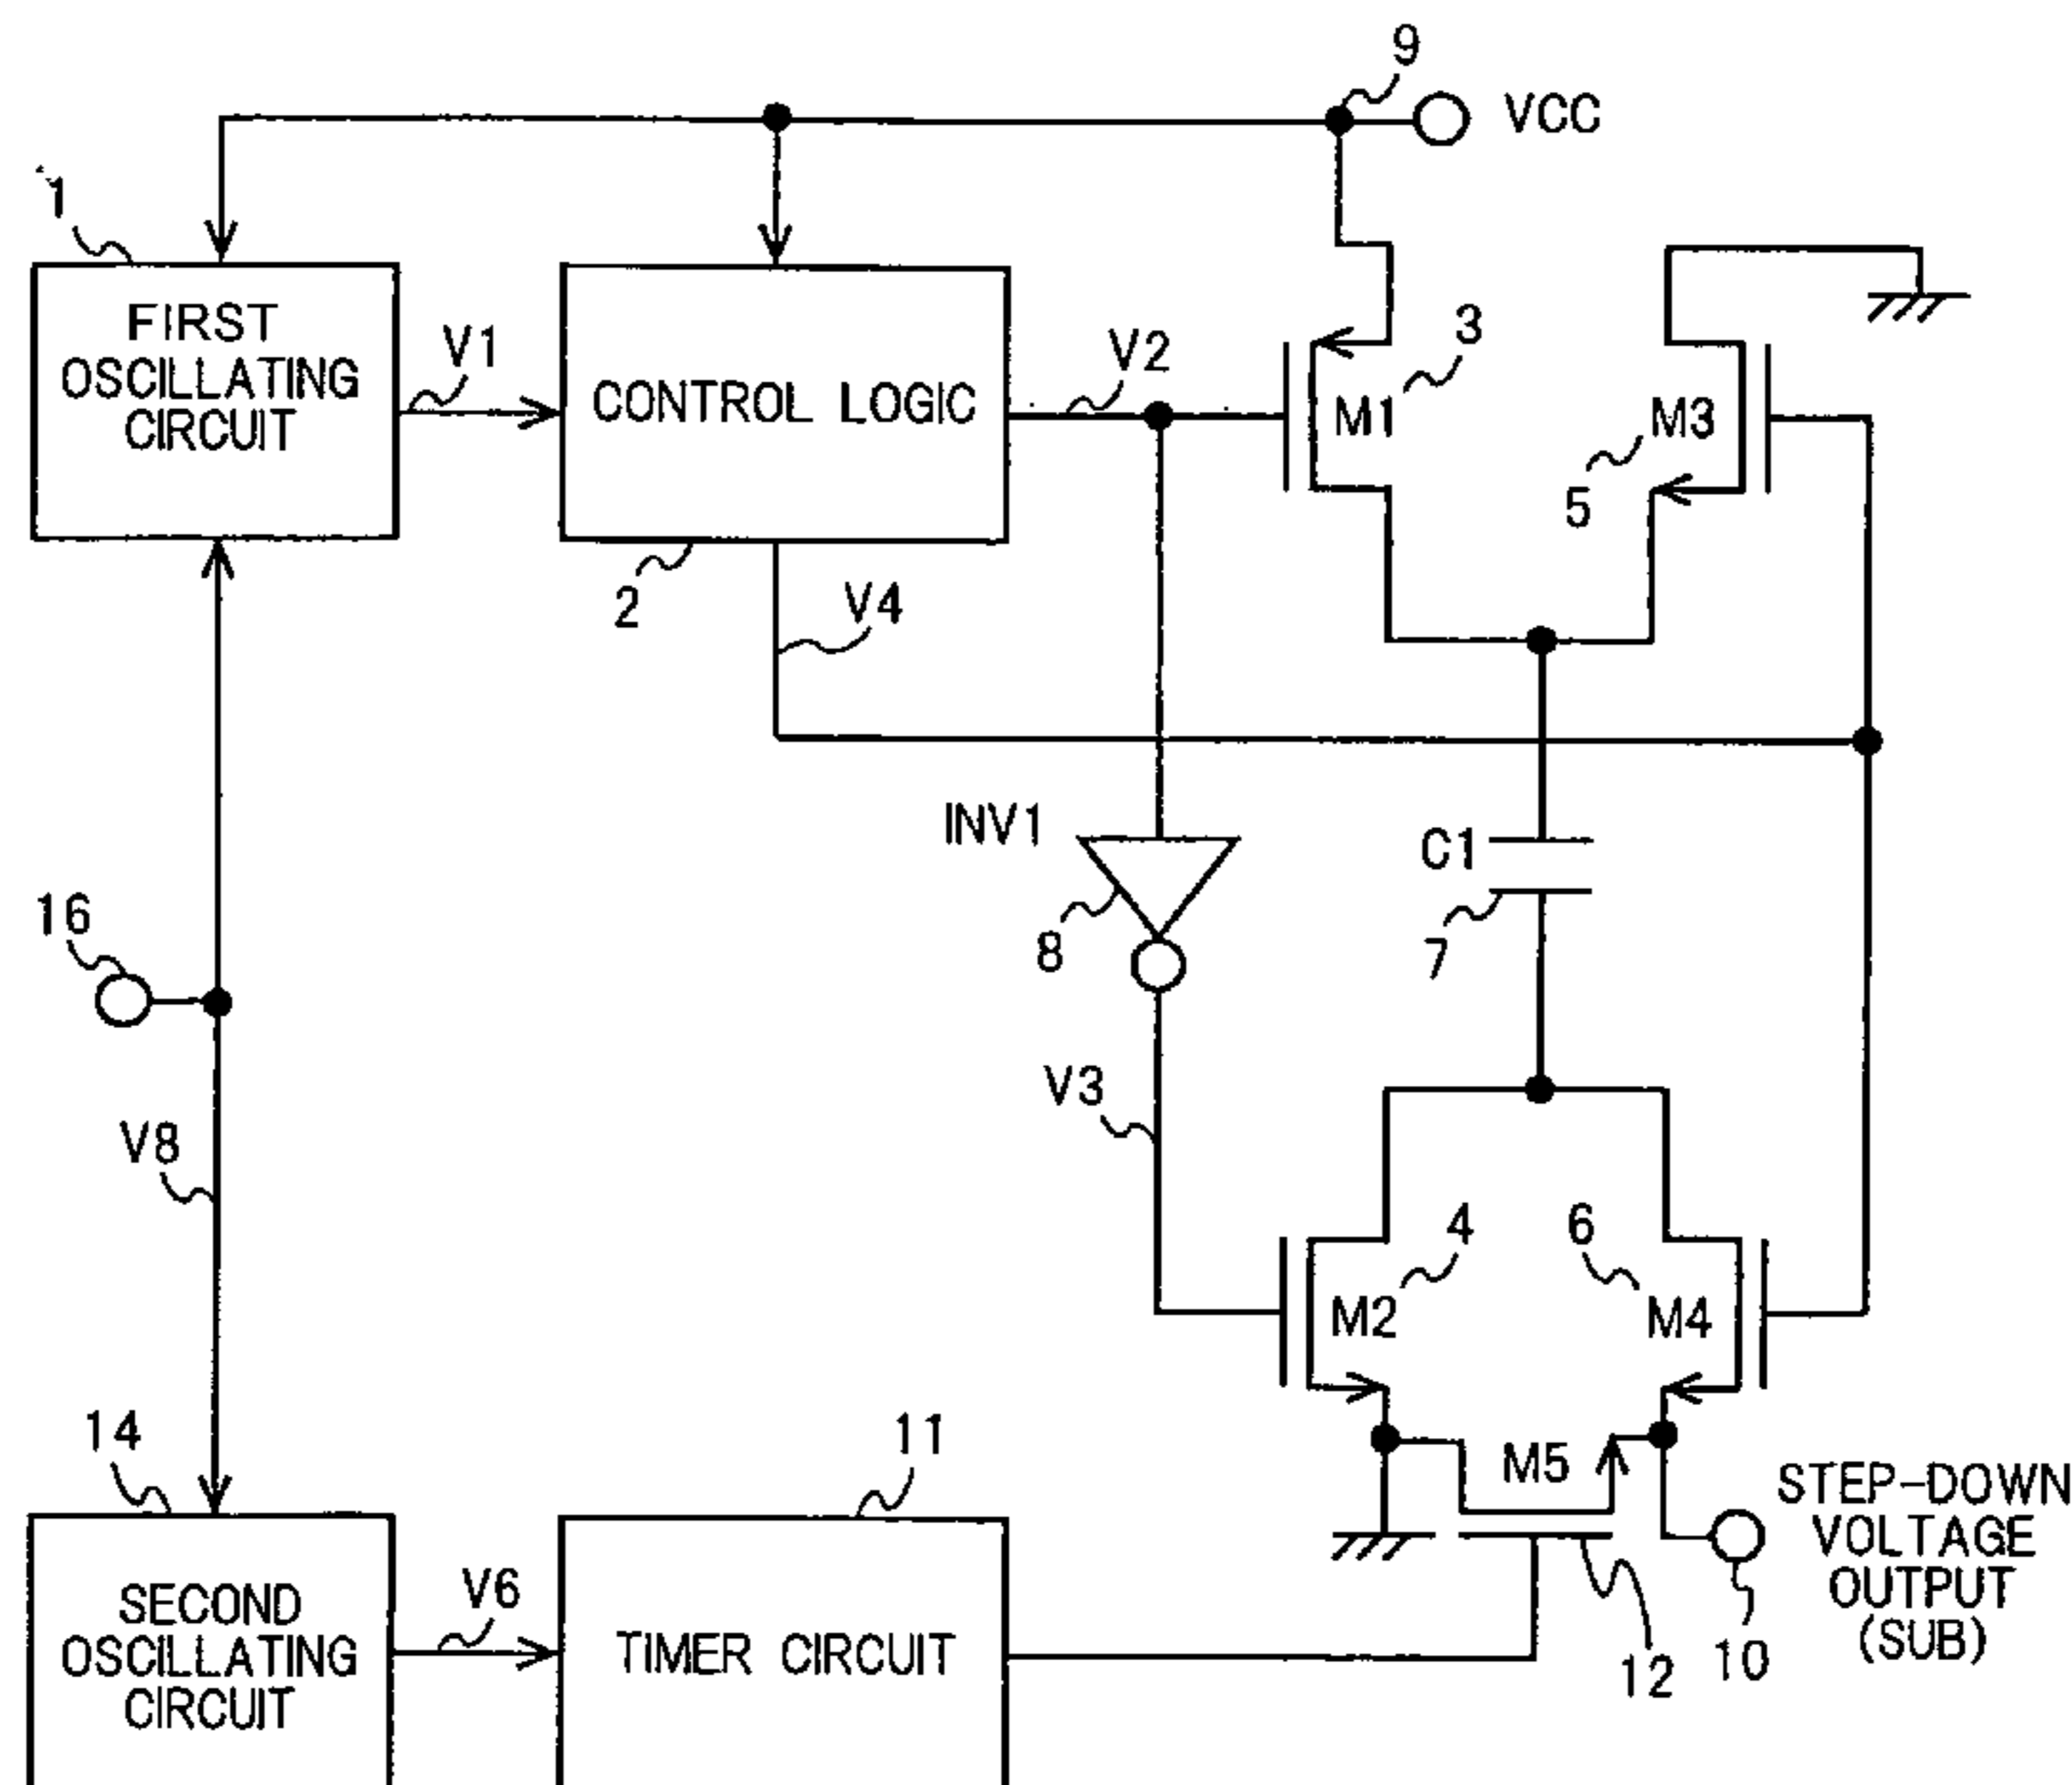 9
VCC
1
FIRST
OSCILLATING
CIRCUIT
V1
CONTROL LOGIC
2
V2
3
M1
M3
5
V4
INV1
8
C1
7
16
V3
V8
4
M2
6
M4
14
11
M5
STEP-DOWN
VOLTAGE
OUTPUT
(SUB)
10
12
SECOND
OSCILLATING
CIRCUIT
V6
TIMER CIRCUIT